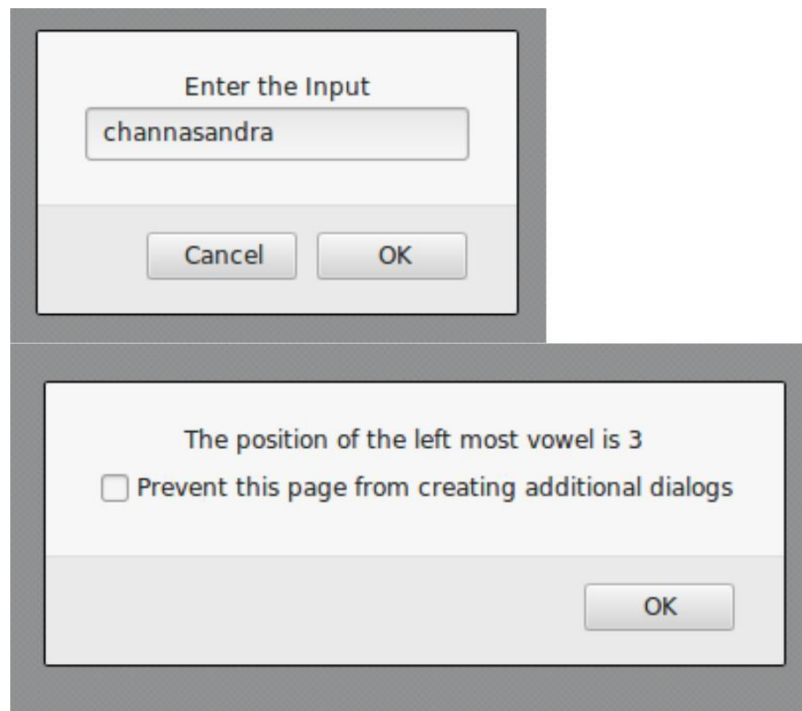 Enter the Input
channasandra
Cancel OK
The position of the left most vowel is 3
Prevent this page from creating additional dialogs
OK